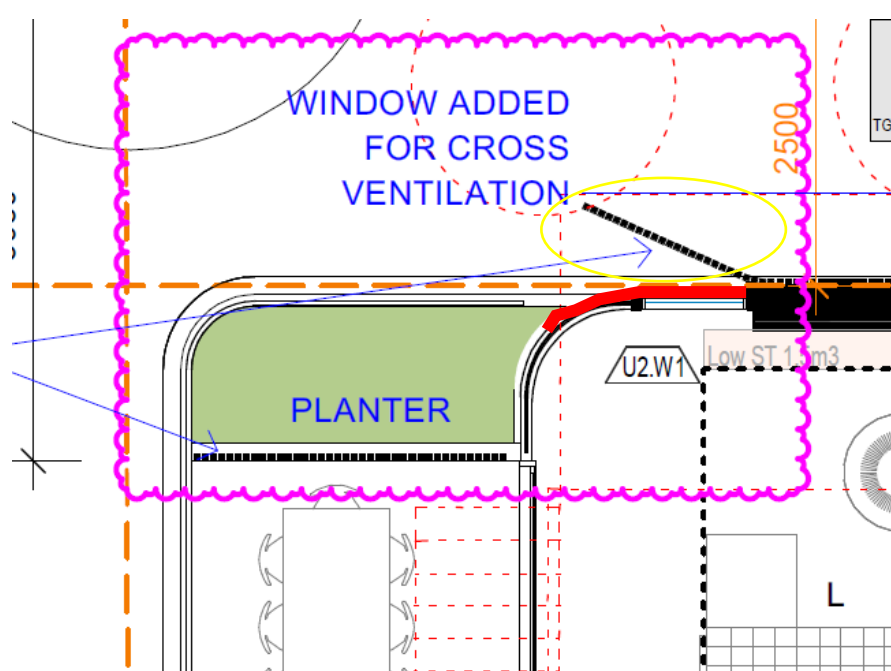 WINDOW ADDED
FOR CROSS
VENTILATION
2500
TG
U2.W1
Low ST 1.5m3
PLANTER
L